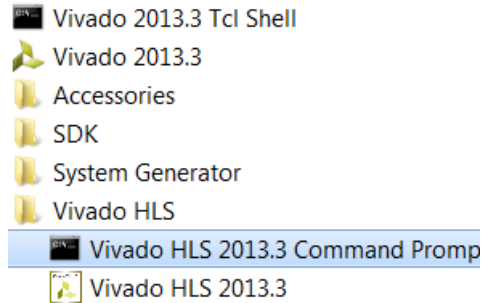 Vivado 2013.3 Tcl Shell
Vivado 2013.3
Accessories
SDK
System Generator
Vivado HLS
Vivado HLS 2013.3 Command Promp
Vivado HLS 2013.3